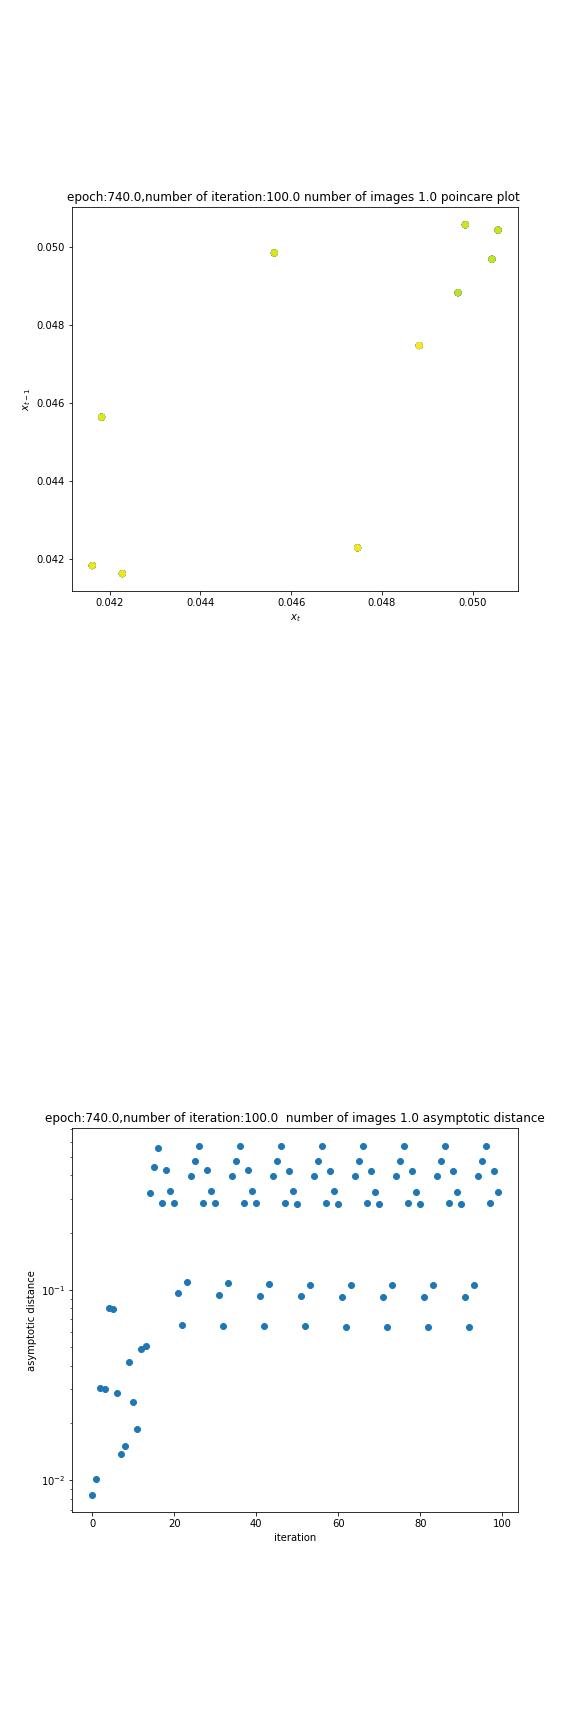 epoch:740.0,number of iteration:100.0 number of images 1.0 poincare plot
0.050
0.048
0.046
0.044
0.042
x_{t-1}
0.042 0.044 0.046 0.048 0.050
x_t
epoch:740.0,number of iteration:100.0  number of images 1.0 asymptotic distance
10^{-1}
10^{-2}
asymptotic distance
0 20 40 60 80 100
iteration